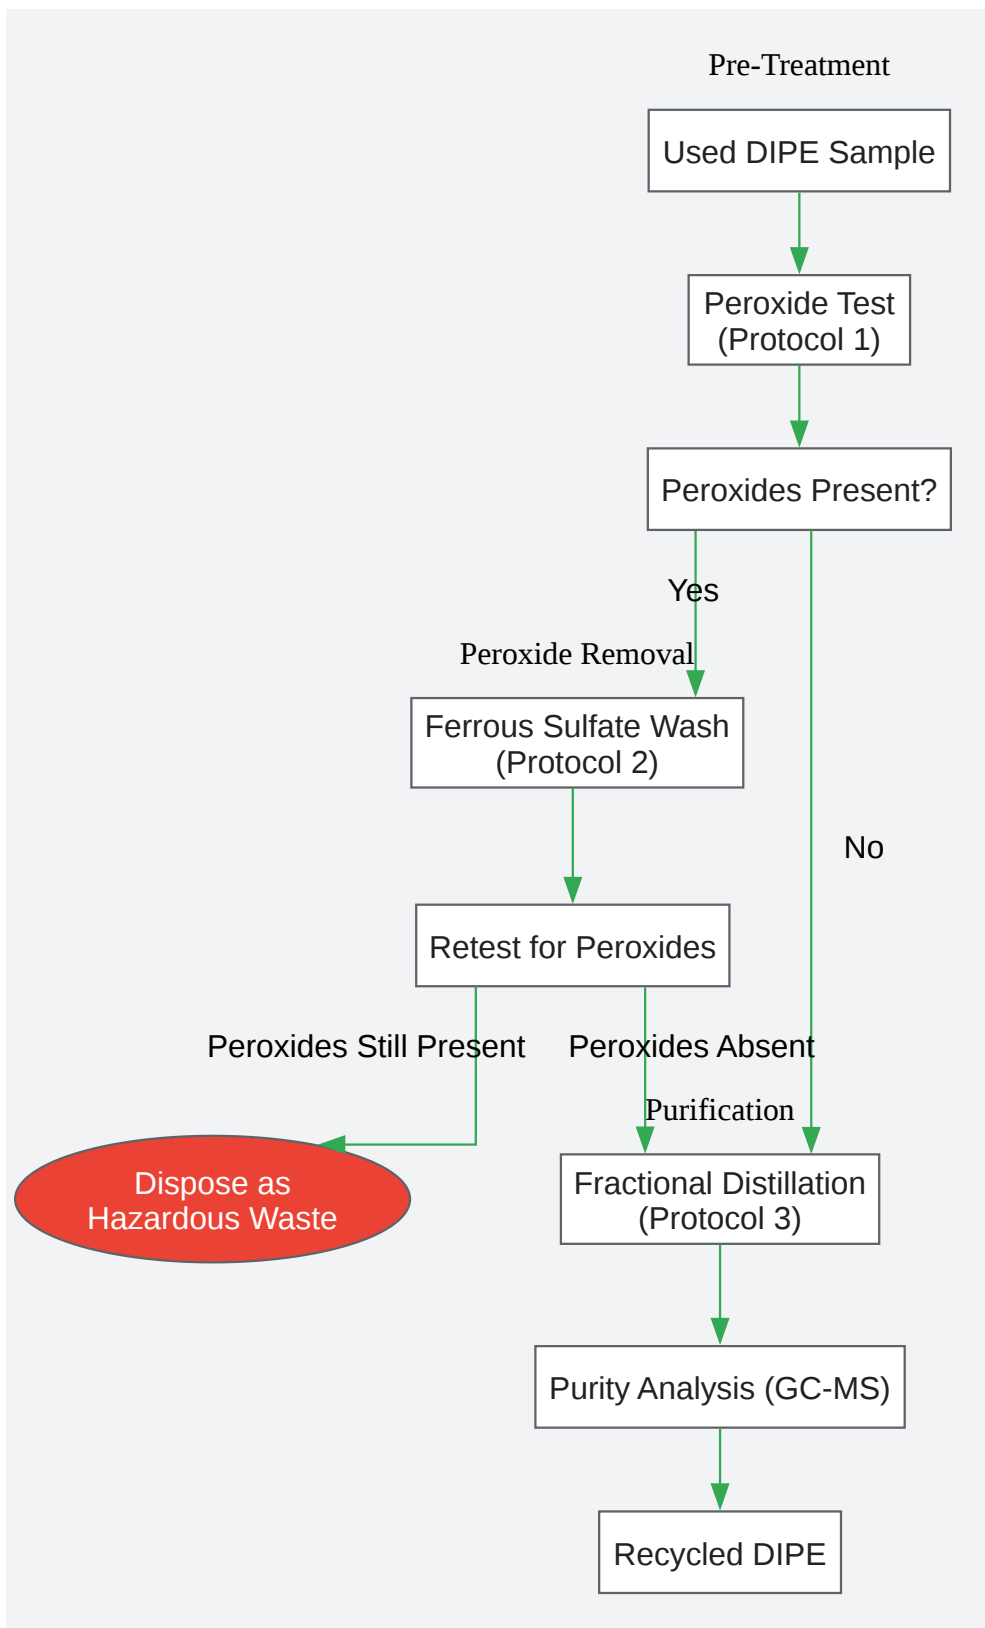 Pre-Treatment
Used DIPE Sample
Peroxide Test
(Protocol 1)
Peroxides Present?
Yes
Peroxide Removal
Ferrous Sulfate Wash
(Protocol 2)
No
Retest for Peroxides
Peroxides Still Present
Peroxides Absent
Purification
Dispose as
Hazardous Waste
Fractional Distillation
(Protocol 3)
Purity Analysis (GC-MS)
Recycled DIPE